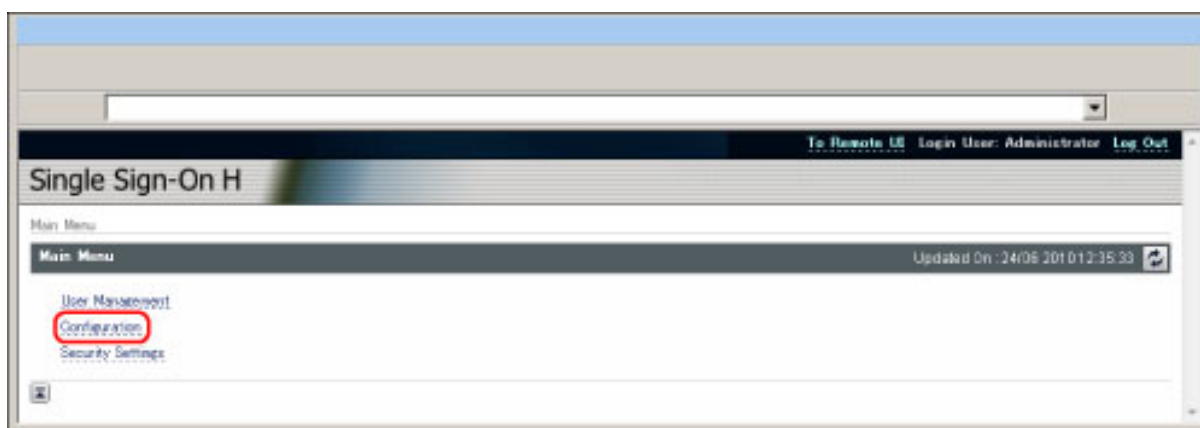 To Remote UI Login User: Administrator Log Out
Single Sign-On H
Main Menu
Main Menu Updated On : 24/06 2010 12:35:33
User Management
Configuration
Security Settings